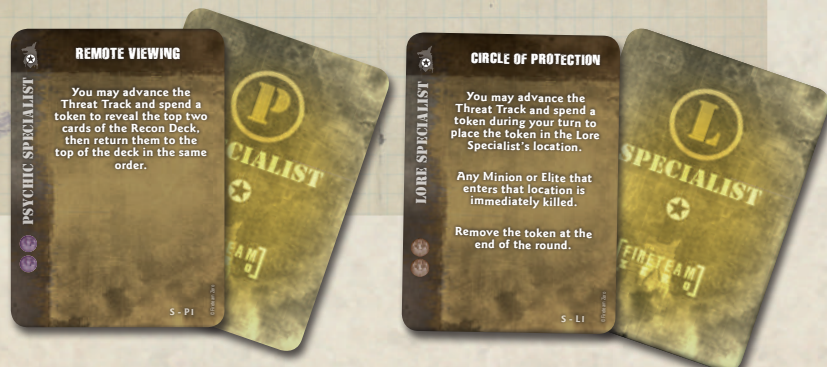 REMOTE VIEWING
PSYCHIC SPECIALIST
You may advance the
Threat Track and spend a
token to reveal the top two
cards of the Recon Deck,
then return them to the
top of the deck in the same
order.
S-P1
P
CIALIST
CIRCLE OF PROTECTION
LORE SPECIALIST
You may advance the
Threat Track and spend a
token during your turn to
place the token in the Lore
Specialist's location.
Any Minion or Elite that
enters that location is
immediately killed.
Remove the token at the
end of the round.
S-L1
L
SPECIALIST
[FIRETEAM
ZERO]